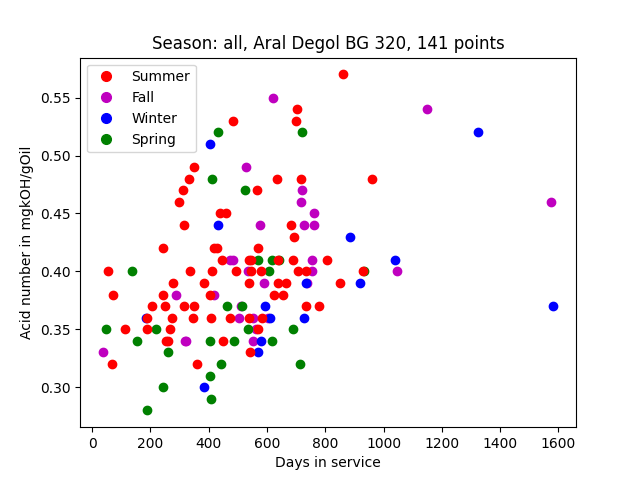 Season: all, Aral Degol BG 320, 141 points
Summer
Fall
Winter
Spring
0.55
0.50
0.45
0.40
0.35
0.30
Acid number in mgkOH/gOil
0 200 400 600 800 1000 1200 1400 1600
Days in service